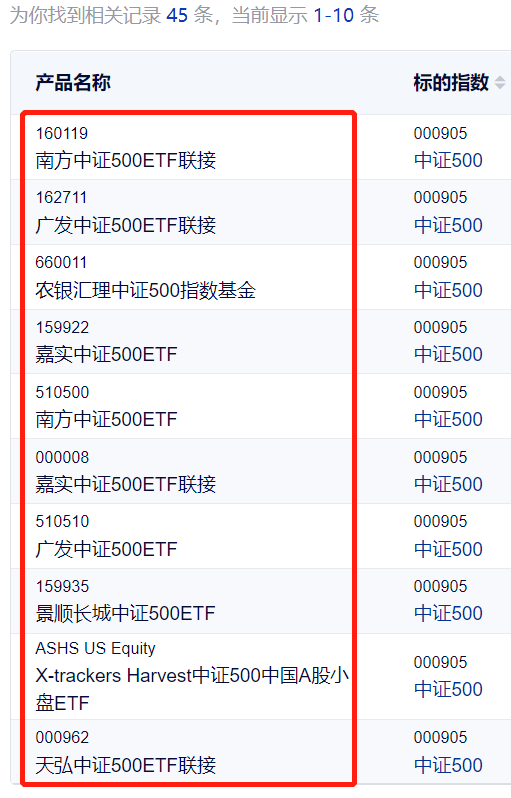 为你找到相关记录 45 条，当前显示 1-10 条
产品名称 标的指数
160119 000905
南方中证500ETF联接 中证500
162711 000905
广发中证500ETF联接 中证500
660011 000905
农银汇理中证500指数基金 中证500
159922 000905
嘉实中证500ETF 中证500
510500 000905
南方中证500ETF 中证500
000008 000905
嘉实中证500ETF联接 中证500
510510 000905
广发中证500ETF 中证500
159935 000905
景顺长城中证500ETF 中证500
ASHS US Equity
X-trackers Harvest中证500中国A股小 000905
盘ETF 中证500
000962 000905
天弘中证500ETF联接 中证500